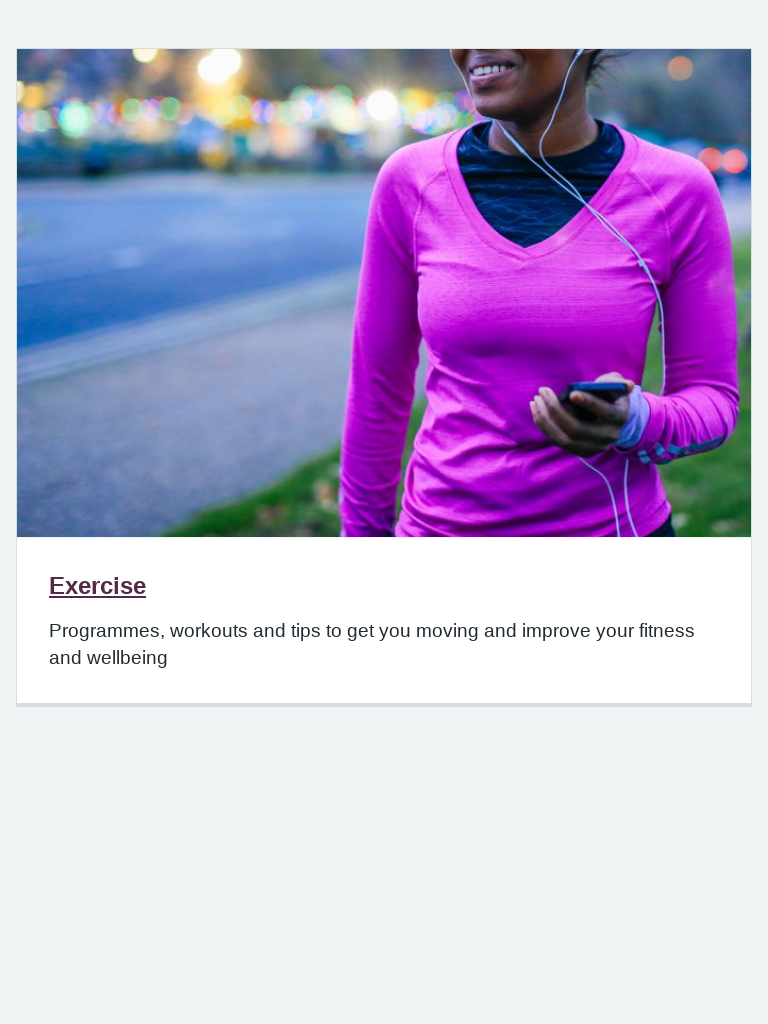 Exercise
Programmes, workouts and tips to get you moving and improve your fitness
and wellbeing